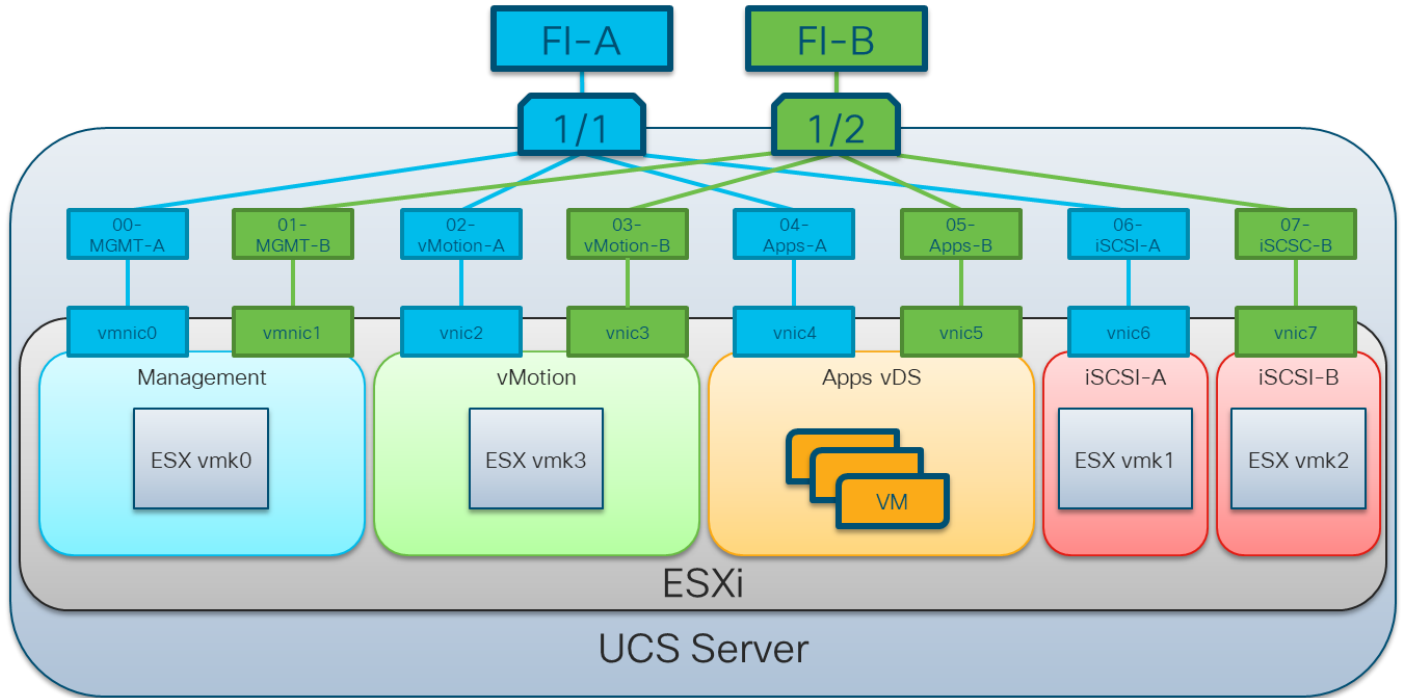 FI-A
FI-B
1/1
1/2
00-
MGMT-A
01-
MGMT-B
02-
vMotion-A
03-
vMotion-B
04-
Apps-A
05-
Apps-B
06-
iSCSI-A
07-
iSCSC-B
vmnic0
vmnic1
vnic2
vnic3
vnic4
vnic5
vnic6
vnic7
Management
vMotion
Apps vDS
iSCSI-A
iSCSI-B
ESX vmk0
ESX vmk3
VM
ESX vmk1
ESX vmk2
ESXi
UCS Server